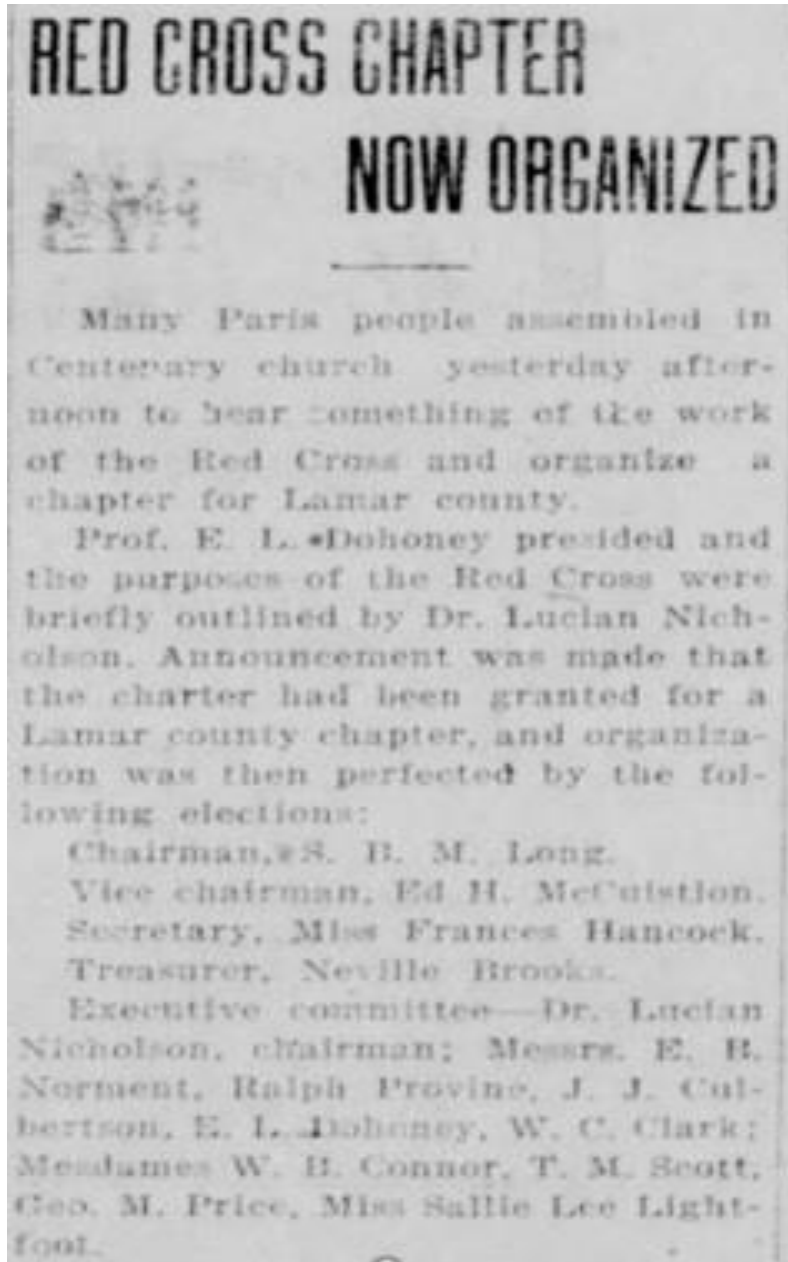 RED CROSS CHAPTER
NOW ORGANIZED
Many Paris people assembled in
Centenary church yesterday after-
noon to hear something of the work
of the Red Cross and organize a
chapter for Lamar county.
Prof. E. L. Dohoney presided and
the purposes of the Red Cross were
briefly outlined by Dr. Lucian Nich-
olson. Announcement was made that
the charter had been granted for a
Lamar county chapter, and organiza-
tion was then perfected by the fol-
lowing elections:
Chairman, S. B. M. Long.
Vice chairman, Ed H. McCuistion.
Secretary, Miss Frances Hancock.
Treasurer, Neville Brooks.
Executive committee—Dr. Lucian
Nicholson, chairman; Messrs. E. B.
Norment, Ralph Provine, J. J. Cul-
bertson, E. L. Dohoney, W. C. Clark;
Mesdames W. B. Connor, T. M. Scott,
Geo. M. Price, Miss Sallie Lee Light-
foot.